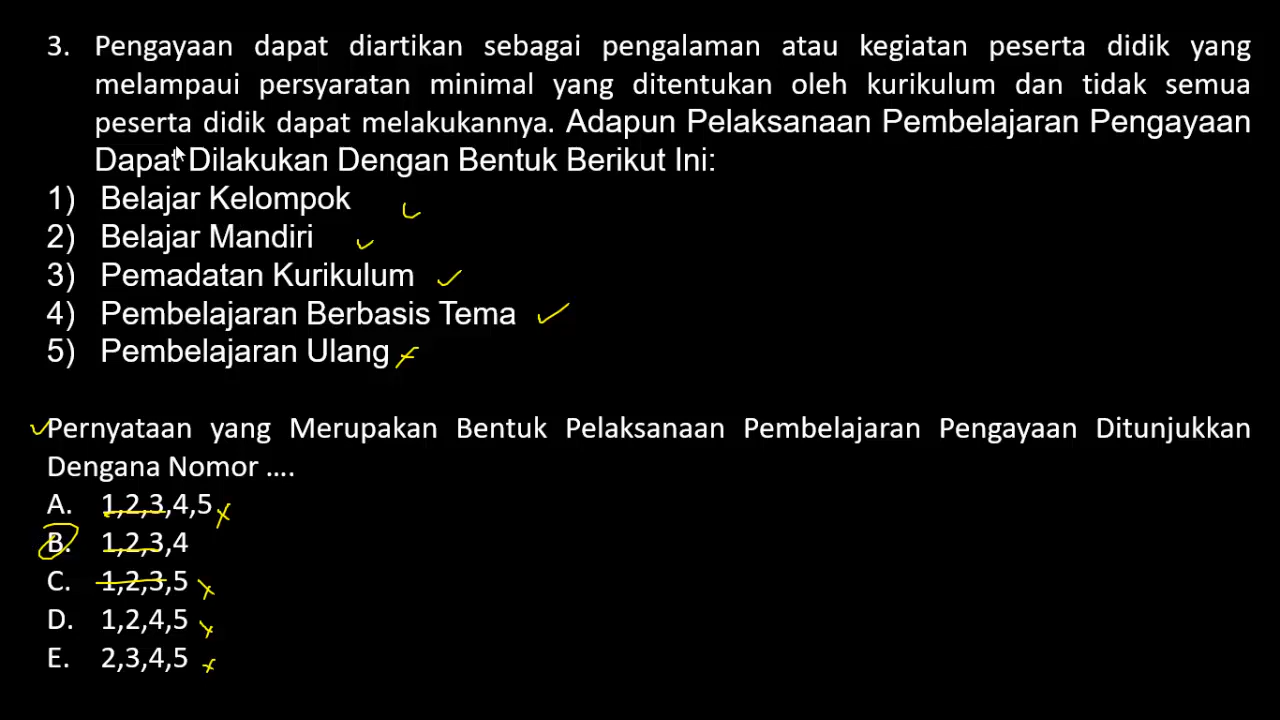 3. Pengayaan dapat diartikan sebagai pengalaman atau kegiatan peserta didik yang
melampaui persyaratan minimal yang ditentukan oleh kurikulum dan tidak semua
peserta didik dapat melakukannya. Adapun Pelaksanaan Pembelajaran Pengayaan
Dapat Dilakukan Dengan Bentuk Berikut Ini:
1) Belajar Kelompok
2) Belajar Mandiri
3) Pemadatan Kurikulum
4) Pembelajaran Berbasis Tema
5) Pembelajaran Ulang
Pernyataan yang Merupakan Bentuk Pelaksanaan Pembelajaran Pengayaan Ditunjukkan
Dengana Nomor ....
A. 1,2,3,4,5
B. 1,2,3,4
C. 1,2,3,5
D. 1,2,4,5
E. 2,3,4,5